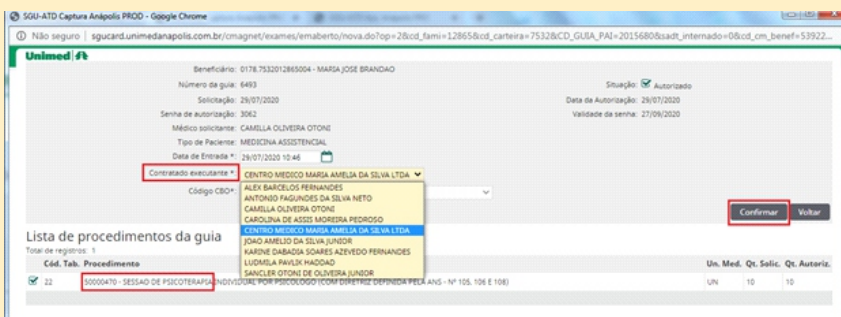 SGU-ATD Captura Anápolis PROD - Google Chrome
Não seguro | sgucard.unimedanapolis.com.br/cmagnet/exames/emaberto/nova.do?op=2&cd_fami=12865&cd_carteira=7532&CD_GUIA_PAI=2015680&sadt_internado=0&cd_cm_benef=53922...
Unimed
Beneficiário: 0178.7532012865004 - MARIA JOSE BRANDAO
Número da guia: 6493 Situação: Autorizado
Solicitação: 29/07/2020 Data da Autorização: 29/07/2020
Senha de autorização: 3062 Validade da senha: 27/09/2020
Médico solicitante: CAMILLA OLIVEIRA OTONI
Tipo de Paciente: MEDICINA ASSISTENCIAL
Data de Entrada *: 29/07/2020 10:46
Contratado executante *: CENTRO MEDICO MARIA AMELIA DA SILVA LTDA
Código CBO*:
ALEX BARCELOS FERNANDES
ANTONIO FAGUNDES DA SILVA NETO
CAMILLA OLIVEIRA OTONI
CAROLINA DE ASSIS MOREIRA PEDROSO
CENTRO MEDICO MARIA AMELIA DA SILVA LTDA
JOAO AMELIO DA SILVA JUNIOR
KARINE DABADIA SOARES AZEVEDO FERNANDES
LUDMILA PAVLIK HADDAD
SANCLER OTONI DE OLIVEIRA JUNIOR
Confirmar Voltar
Lista de procedimentos da guia
Total de registros: 1
Cód. Tab. Procedimento Un. Med. Qt. Solic. Qt. Autoriz.
22 50000470 - SESSAO DE PSICOTERAPIA INDIVIDUAL POR PSICOLOGO (COM DIRETRIZ DEFINIDA PELA ANS - Nº 105, 106 E 108) UN 10 10